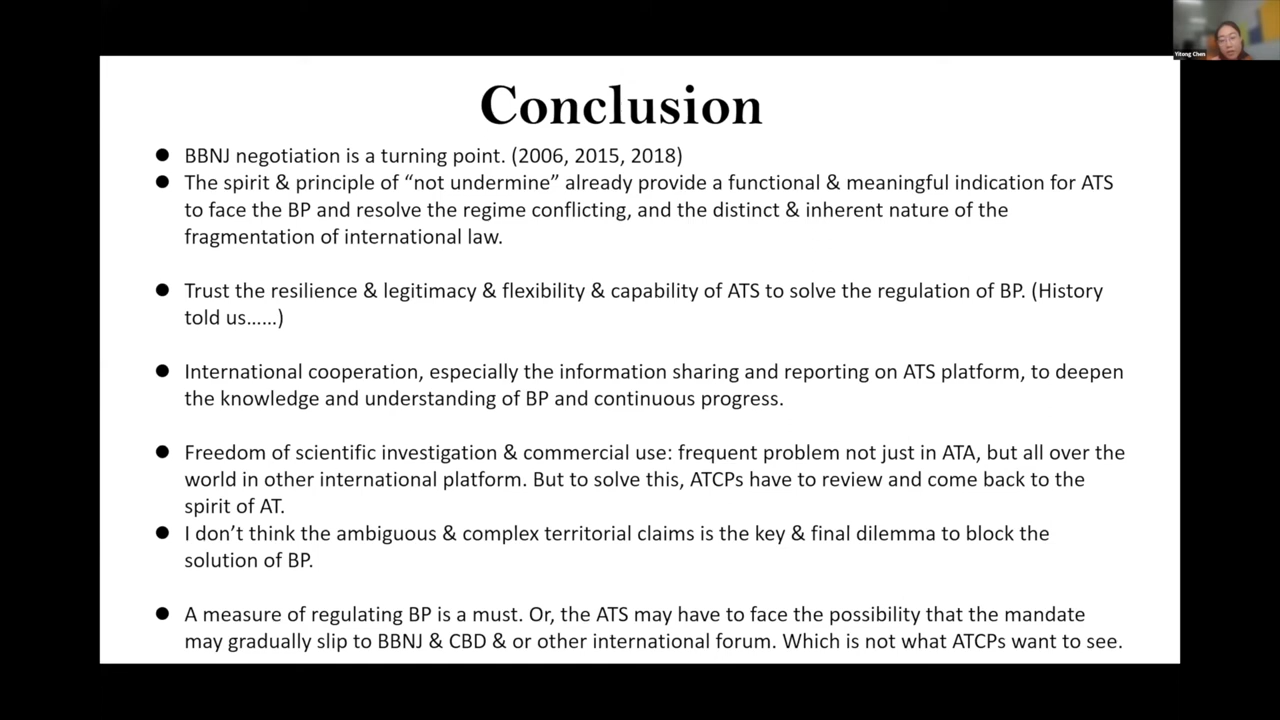 Yitong Chen
Conclusion
● BBNJ negotiation is a turning point. (2006, 2015, 2018)
● The spirit & principle of “not undermine” already provide a functional & meaningful indication for ATS
to face the BP and resolve the regime conflicting, and the distinct & inherent nature of the
fragmentation of international law.
● Trust the resilience & legitimacy & flexibility & capability of ATS to solve the regulation of BP. (History
told us……)
● International cooperation, especially the information sharing and reporting on ATS platform, to deepen
the knowledge and understanding of BP and continuous progress.
● Freedom of scientific investigation & commercial use: frequent problem not just in ATA, but all over the
world in other international platform. But to solve this, ATCPs have to review and come back to the
spirit of AT.
● I don’t think the ambiguous & complex territorial claims is the key & final dilemma to block the
solution of BP.
● A measure of regulating BP is a must. Or, the ATS may have to face the possibility that the mandate
may gradually slip to BBNJ & CBD & or other international forum. Which is not what ATCPs want to see.